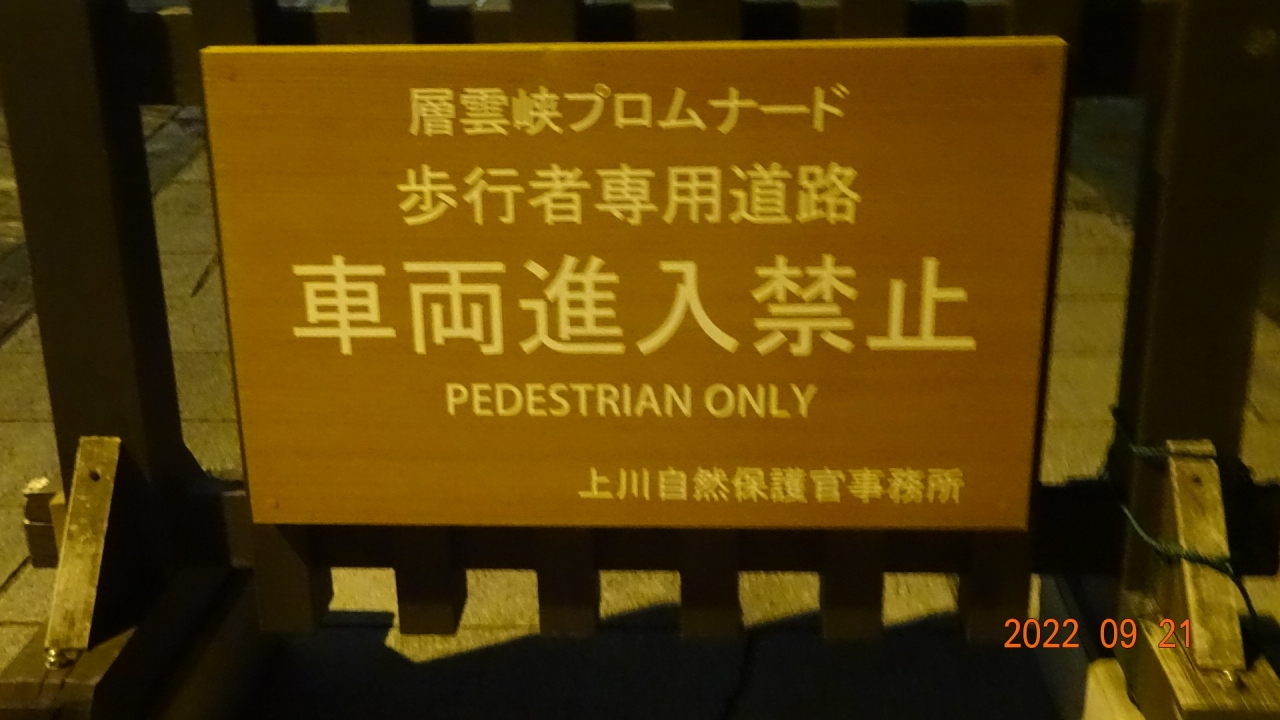 層雲峡プロムナード
歩行者専用道路
車両進入禁止
PEDESTRIAN ONLY
上川自然保護官事務所
2022 09 21